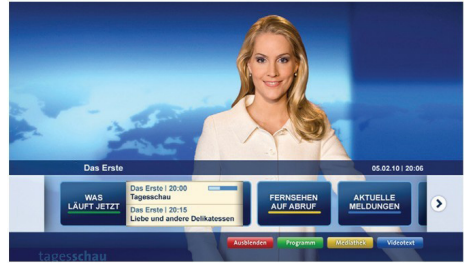 Das Erste
05.02.10 | 20:06
WAS
LÄUFT JETZT
Das Erste | 20:00
Tagesschau
Das Erste | 20:15
Liebe und andere Delikatessen
FERNSEHEN
AUF ABRUF
AKTUELLE
MELDUNGEN
Ausblenden
Programm
Mediathek
Videotext
tagesschau